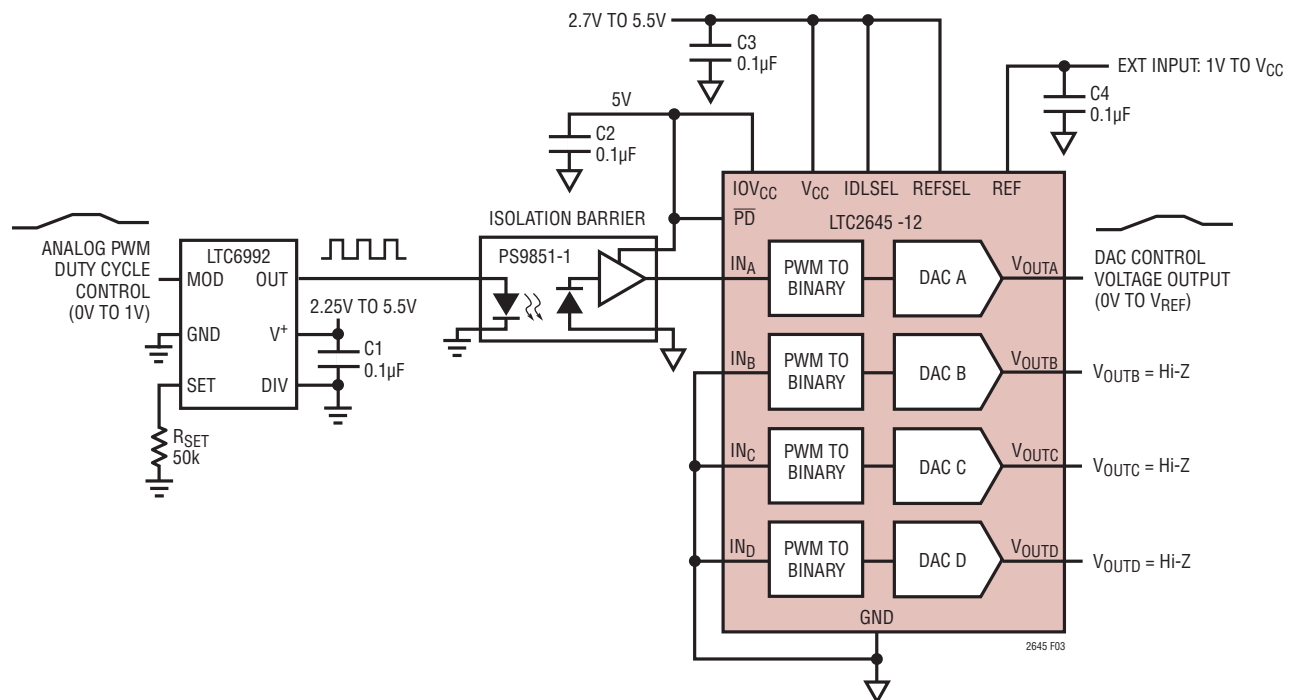 2.7V TO 5.5V
C3
0.1µF
EXT INPUT: 1V TO VCC
C4
0.1µF
5V
C2
0.1µF
IOVCC
VCC
IDLSEL
REFSEL
REF
PD
LTC2645 -12
ISOLATION BARRIER
PS9851-1
ANALOG PWM
DUTY CYCLE
CONTROL
(0V TO 1V)
LTC6992
MOD
OUT
GND
V+
SET
DIV
2.25V TO 5.5V
C1
0.1µF
RSET
50k
INA
PWM TO
BINARY
DAC A
VOUTA
DAC CONTROL
VOLTAGE OUTPUT
(0V TO VREF)
INB
PWM TO
BINARY
DAC B
VOUTB
VOUTB = Hi-Z
INC
PWM TO
BINARY
DAC C
VOUTC
VOUTC = Hi-Z
IND
PWM TO
BINARY
DAC D
VOUTD
VOUTD = Hi-Z
GND
2645 F03